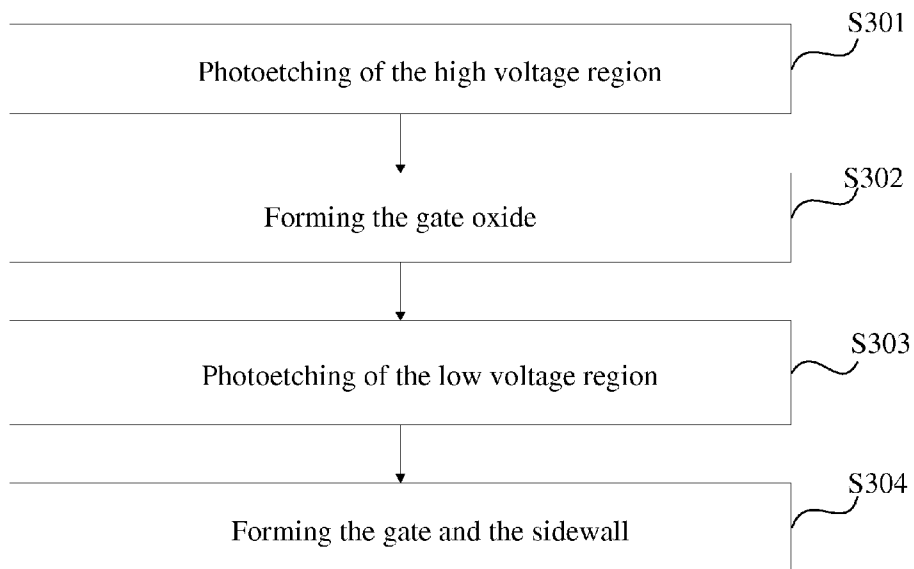 S301
Photoetching of the high voltage region
S302
Forming the gate oxide
S303
Photoetching of the low voltage region
S304
Forming the gate and the sidewall